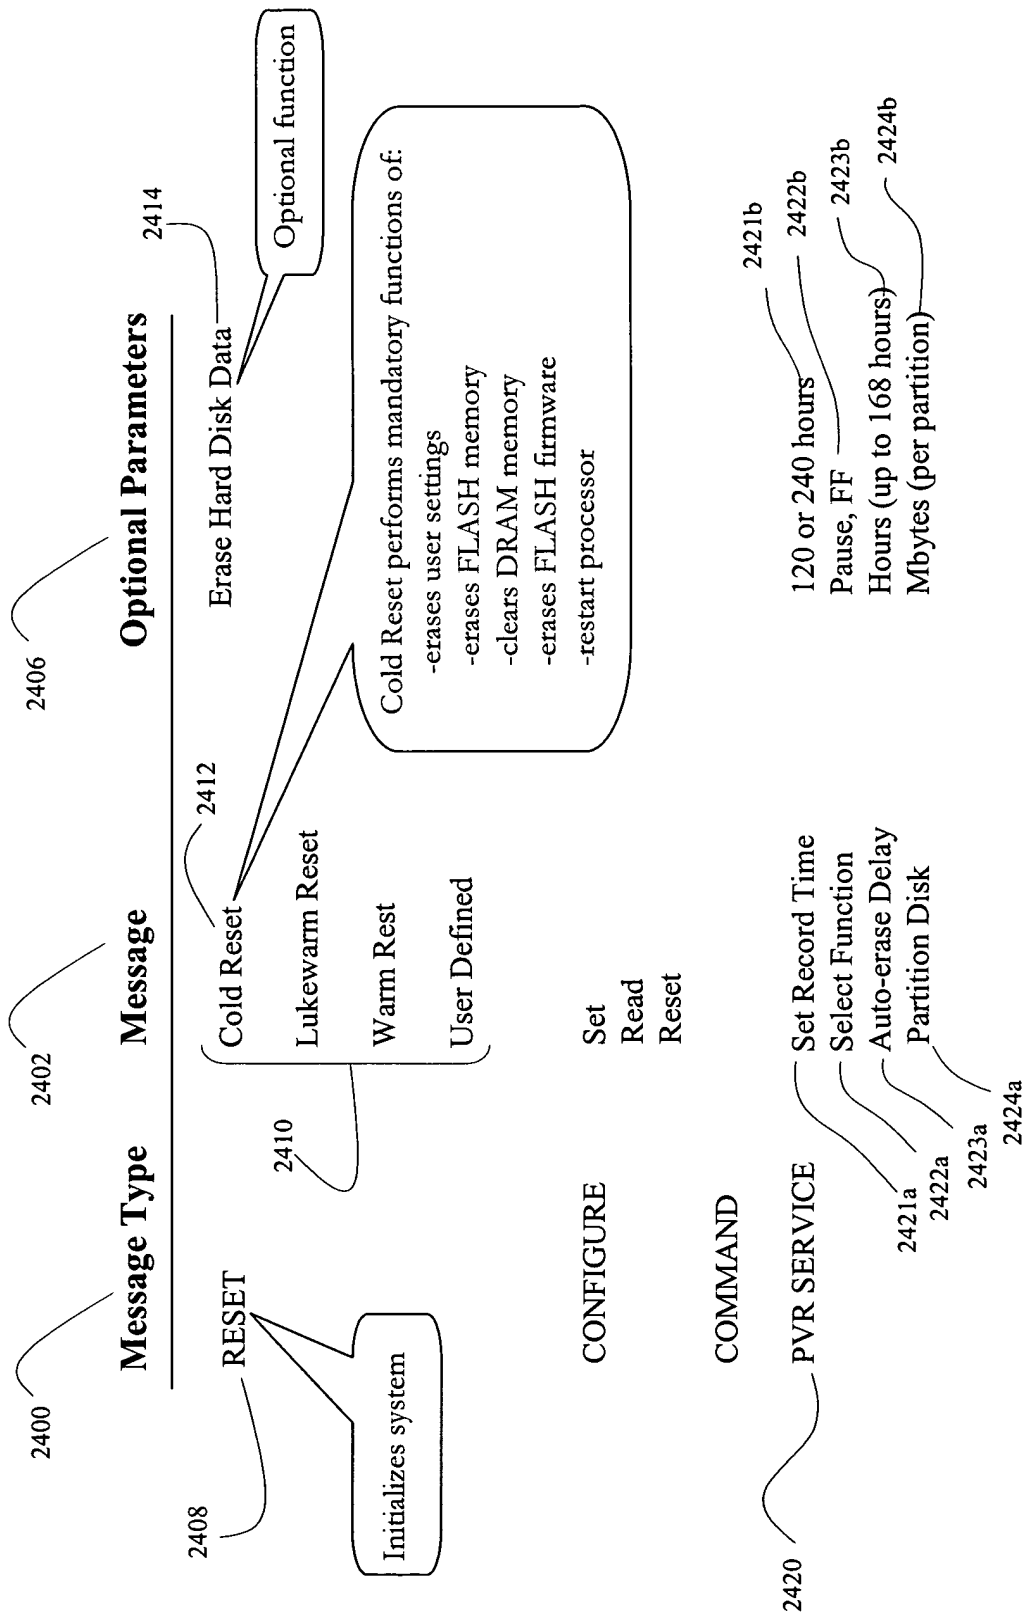 2400
2402
2406
Message Type
Message
Optional Parameters
2408
RESET
Initializes system
2410
Cold Reset
2412
Lukewarm Reset
Warm Rest
User Defined
Erase Hard Disk Data
2414
Optional function
Cold Reset performs mandatory functions of:
-erases user settings
-erases FLASH memory
-clears DRAM memory
-erases FLASH firmware
-restart processor
CONFIGURE
Set
Read
Reset
COMMAND
2420
PVR SERVICE
Set Record Time
120 or 240 hours
Select Function
Pause, FF
Auto-erase Delay
Hours (up to 168 hours)
Partition Disk
Mbytes (per partition)
2421a
2422a
2423a
2424a
2421b
2422b
2423b
2424b